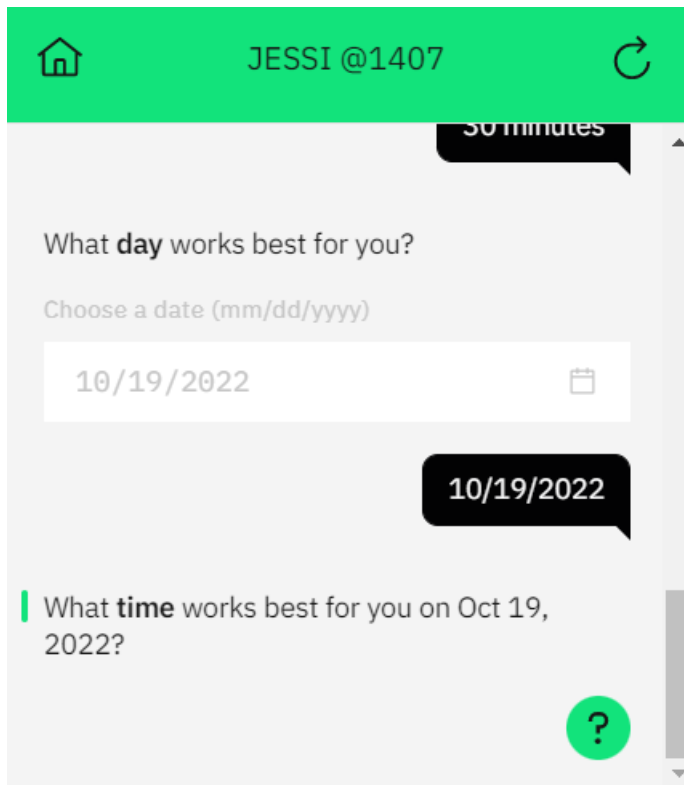 JESSI @1407
30 minutes
What day works best for you?
Choose a date (mm/dd/yyyy)
10/19/2022
10/19/2022
What time works best for you on Oct 19,
2022?
?